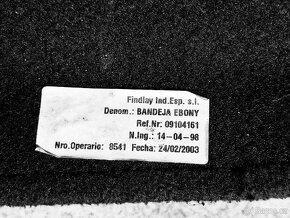 Findlay Ind.Esp. s.l.
Denom.: BANDEJA EBONY
Ref.Nr: 09104161
N.Ing.: 14-04-98
Nro.Operario: 8541 Fecha: 24/02/2003